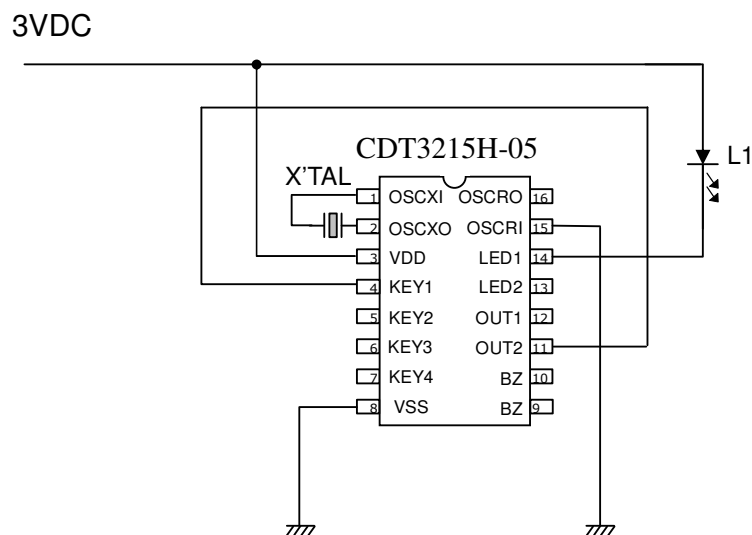 3VDC
CDT3215H-05
L1
X'TAL
1 OSCXI OSCRO 16
2 OSCXO OSCRI 15
3 VDD LED1 14
4 KEY1 LED2 13
5 KEY2 OUT1 12
6 KEY3 OUT2 11
7 KEY4 BZ 10
8 VSS BZ 9